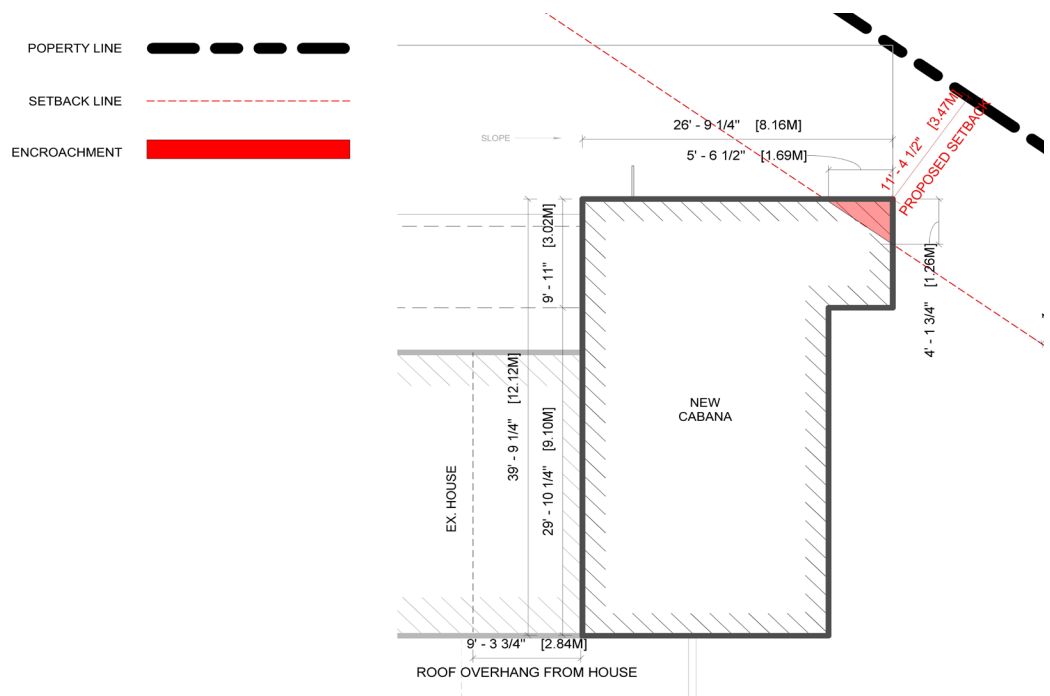 POPERTY LINE
SETBACK LINE
ENCROACHMENT
SLOPE
26' - 9 1/4" [8.16M]
5' - 6 1/2" [1.69M]
11' - 4 1/2" [3.47M]
PROPOSED SETBACK
9' - 11" [3.02M]
4' - 1 3/4" [1.26M]
39' - 9 1/4" [12.12M]
29' - 10 1/4" [9.10M]
NEW
CABANA
EX. HOUSE
9' - 3 3/4" [2.84M]
ROOF OVERHANG FROM HOUSE